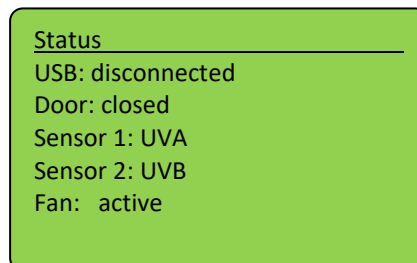 Status
USB: disconnected
Door: closed
Sensor 1: UVA
Sensor 2: UVB
Fan:   active